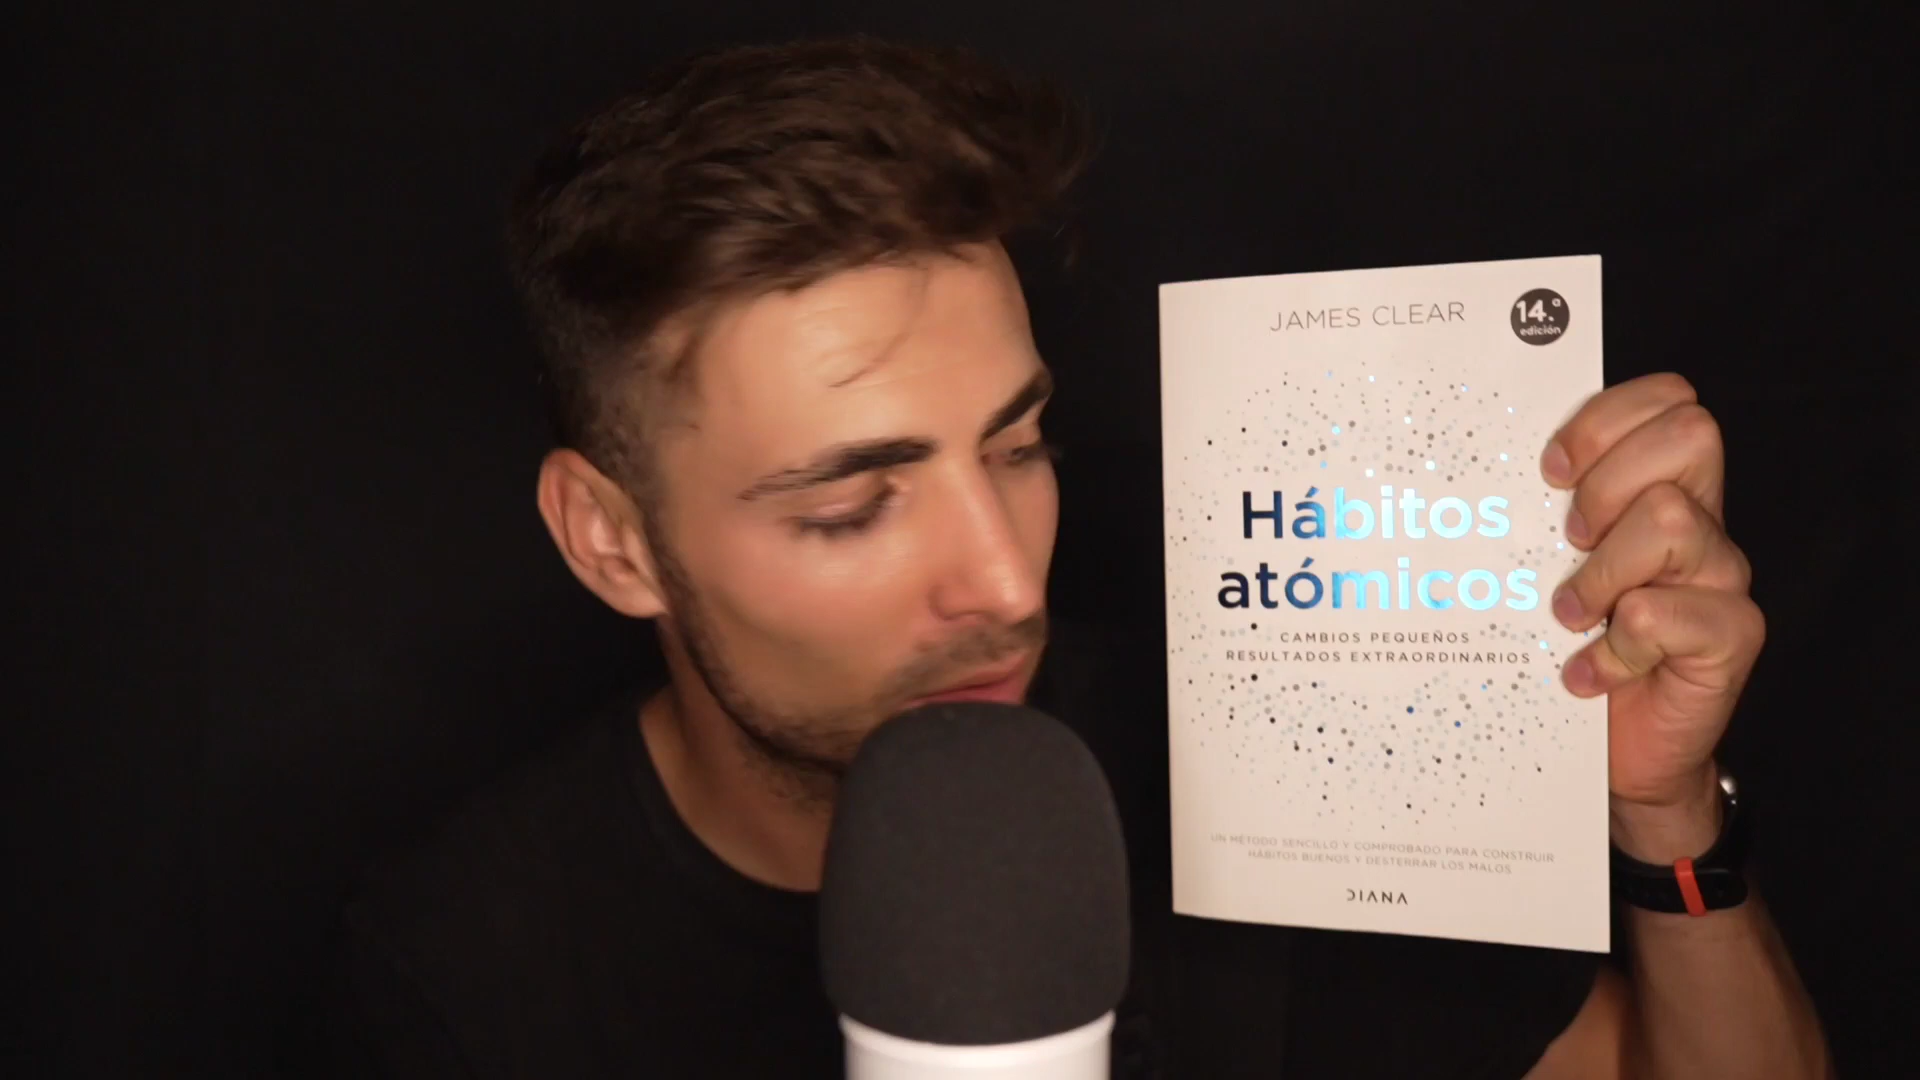 JAMES CLEAR
14.ª
edición
Hábitos
atómicos
CAMBIOS PEQUEÑOS
RESULTADOS EXTRAORDINARIOS
UN MÉTODO SENCILLO Y COMPROBADO PARA CONSTRUIR
HÁBITOS BUENOS Y DESTERRAR LOS MALOS
DIANA